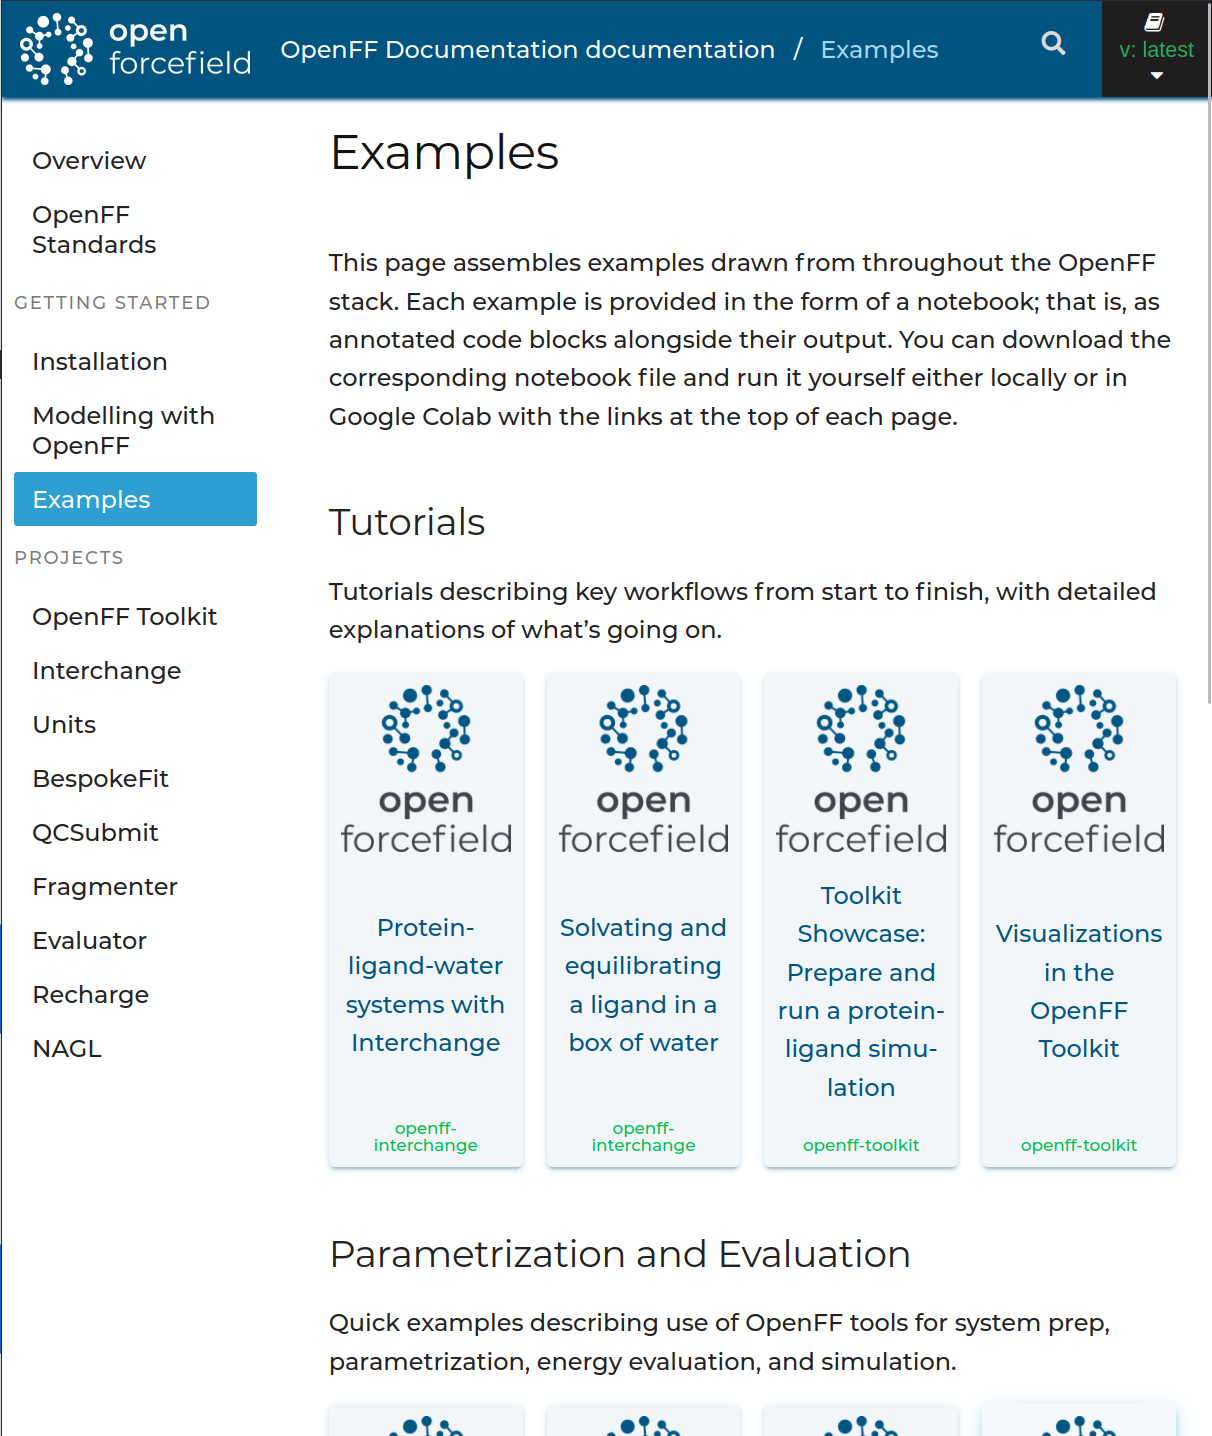 open
forcefield
OpenFF Documentation documentation / Examples
v: latest
Overview
OpenFF
Standards
GETTING STARTED
Installation
Modelling with
OpenFF
Examples
PROJECTS
OpenFF Toolkit
Interchange
Units
BespokeFit
QCSubmit
Fragmenter
Evaluator
Recharge
NAGL
Examples
This page assembles examples drawn from throughout the OpenFF
stack. Each example is provided in the form of a notebook; that is, as
annotated code blocks alongside their output. You can download the
corresponding notebook file and run it yourself either locally or in
Google Colab with the links at the top of each page.
Tutorials
Tutorials describing key workflows from start to finish, with detailed
explanations of what’s going on.
open
forcefield
Protein-
ligand-water
systems with
Interchange
openff-
interchange
open
forcefield
Solvating and
equilibrating
a ligand in a
box of water
openff-
interchange
open
forcefield
Toolkit
Showcase:
Prepare and
run a protein-
ligand simu-
lation
openff-toolkit
open
forcefield
Visualizations
in the
OpenFF
Toolkit
openff-toolkit
Parametrization and Evaluation
Quick examples describing use of OpenFF tools for system prep,
parametrization, energy evaluation, and simulation.